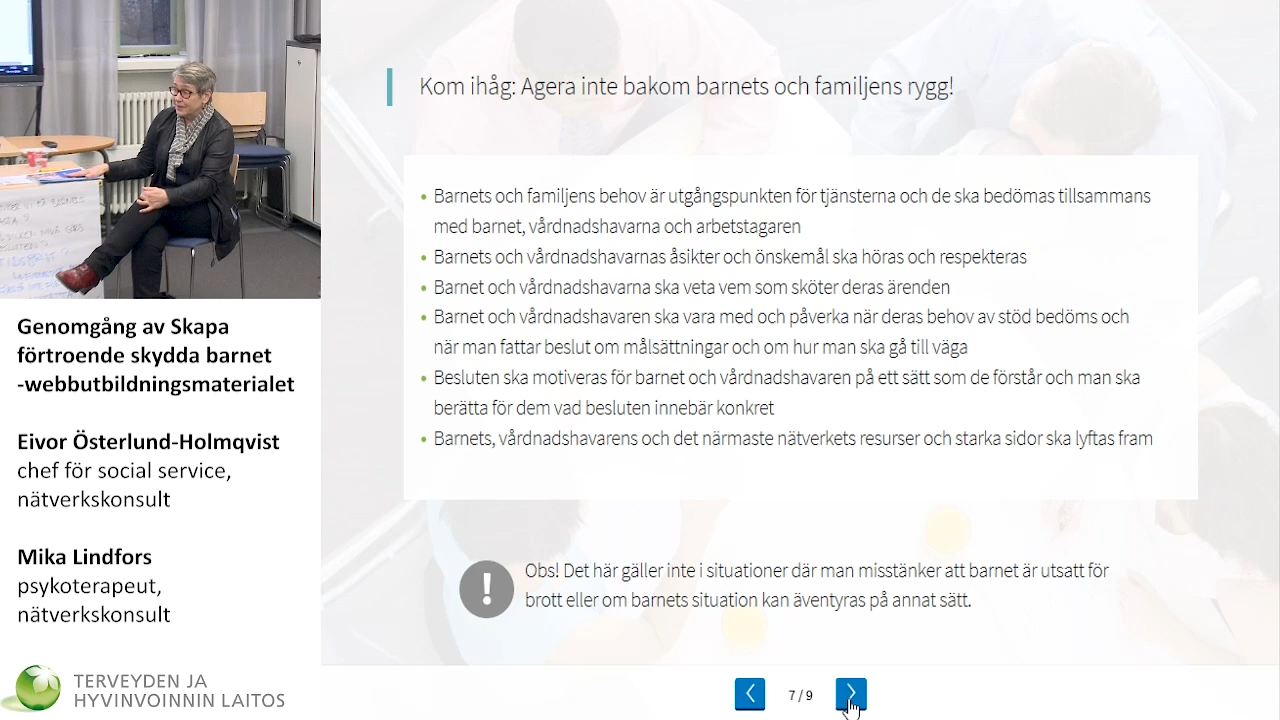 Kom ihåg: Agera inte bakom barnets och familjens rygg!
• Barnets och familjens behov är utgångspunkten för tjänsterna och de ska bedömas tillsammans
med barnet, vårdnadshavarna och arbetstagaren
• Barnets och vårdnadshavarnas åsikter och önskemål ska höras och respekteras
• Barnet och vårdnadshavarna ska veta vem som sköter deras ärenden
• Barnet och vårdnadshavaren ska vara med och påverka när deras behov av stöd bedöms och
när man fattar beslut om målsättningar och om hur man ska gå till väga
• Besluten ska motiveras för barnet och vårdnadshavaren på ett sätt som de förstår och man ska
berätta för dem vad besluten innebär konkret
• Barnets, vårdnadshavarens och det närmaste nätverkets resurser och starka sidor ska lyftas fram
! Obs! Det här gäller inte i situationer där man misstänker att barnet är utsatt för
brott eller om barnets situation kan äventyras på annat sätt.
7 / 9
Genomgång av Skapa
förtroende skydda barnet
-webbutbildningsmaterialet
Eivor Österlund-Holmqvist
chef för social service,
nätverkskonsult
Mika Lindfors
psykoterapeut,
nätverkskonsult
TERVEYDEN JA
HYVINVOINNIN LAITOS